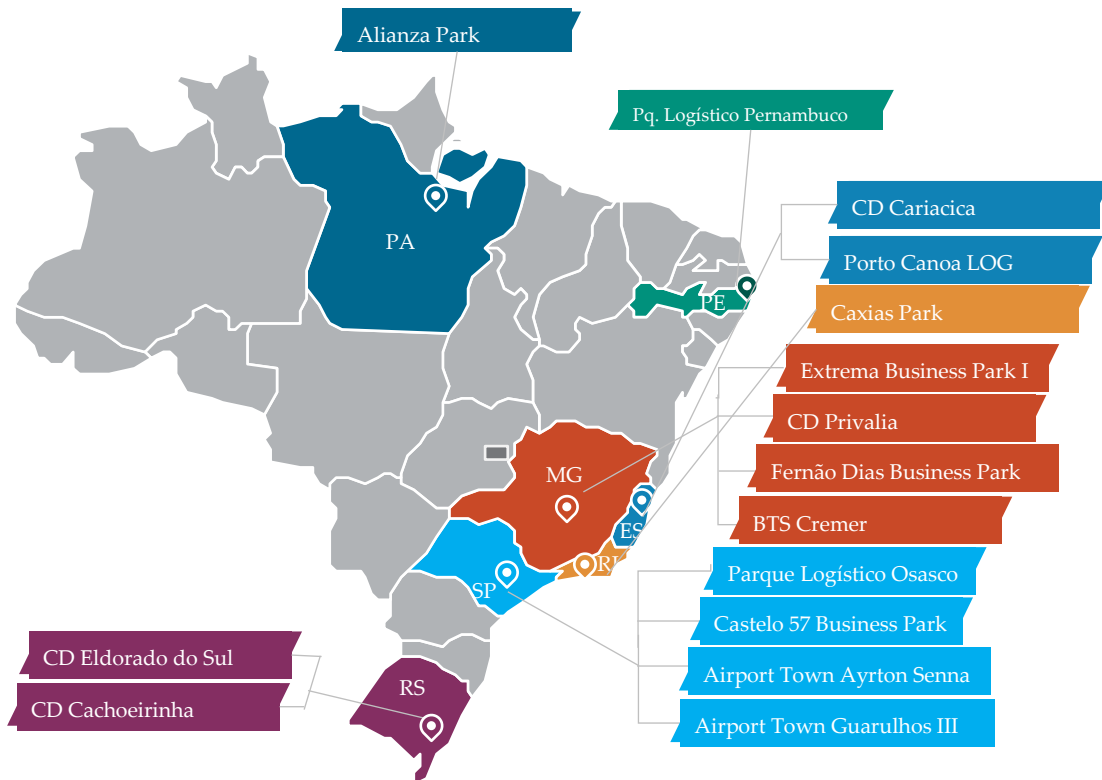 Alianza Park
Pq. Logístico Pernambuco
CD Cariacica
PA
Porto Canoa LOG
PE
Caxias Park
Extrema Business Park I
CD Privalia
MG
Fernão Dias Business Park
ES
BTS Cremer
RJ
Parque Logístico Osasco
SP
Castelo 57 Business Park
CD Eldorado do Sul
Airport Town Ayrton Senna
RS
CD Cachoeirinha
Airport Town Guarulhos III